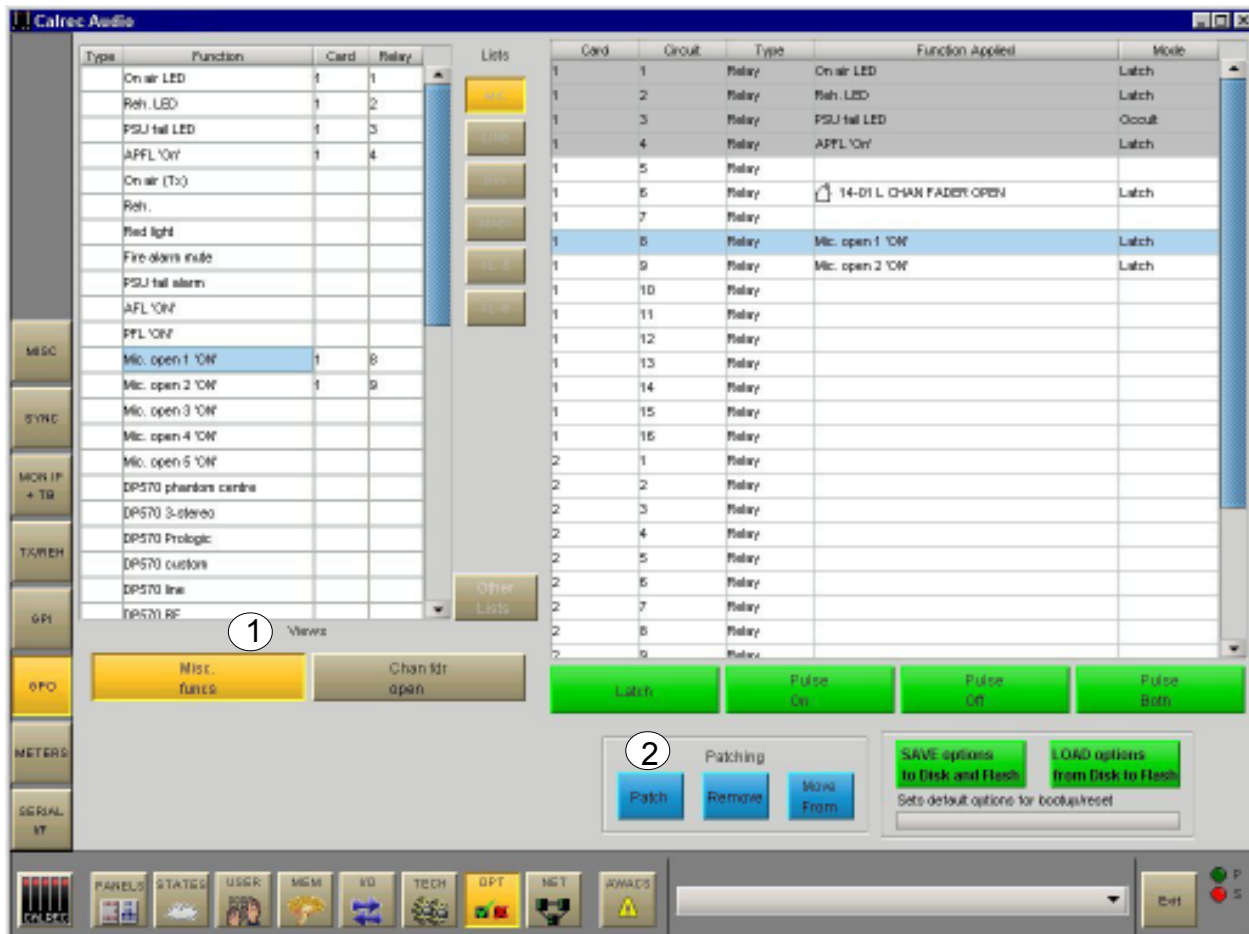 Calrec Audio
Type Function Card Relay
On air LED 1 1
Reh. LED 1 2
PSU fail LED 1 3
APFL 'On' 1 4
On air (Tx)
Reh.
Red light
Fire alarm mute
PSU fail alarm
AFL 'ON'
PFL 'ON'
Mic. open 1 'ON' 1 8
Mic. open 2 'ON' 1 9
Mic. open 3 'ON'
Mic. open 4 'ON'
Mic. open 5 'ON'
DP570 phantom centre
DP570 3-stereo
DP570 Prologic
DP570 custom
DP570 line
DP570 RF
Lists
MIC
LINE
Other
Lists
Card Circuit Type Function Applied Mode
1 1 Relay On air LED Latch
1 2 Relay Reh. LED Latch
1 3 Relay PSU fail LED Occult
1 4 Relay APFL 'On' Latch
1 5 Relay
1 6 Relay 14-01 L CHAN FADER OPEN Latch
1 7 Relay
1 8 Relay Mic. open 1 'ON' Latch
1 9 Relay Mic. open 2 'ON' Latch
1 10 Relay
1 11 Relay
1 12 Relay
1 13 Relay
1 14 Relay
1 15 Relay
1 16 Relay
2 1 Relay
2 2 Relay
2 3 Relay
2 4 Relay
2 5 Relay
2 6 Relay
2 7 Relay
2 8 Relay
2 9 Relay
MISC
SYNC
MON IP
+ TB
TX/REH
GPI
GPO
METERS
SERIAL
I/F
1
Views
Misc.
funcs
Chan fdr
open
Latch
Pulse
On
Pulse
Off
Pulse
Both
2
Patching
Patch
Remove
Move
From
SAVE options
to Disk and Flash
LOAD options
from Disk to Flash
Sets default options for bootup/reset
CALREC
PANELS
STATES
USER
MEM
I/O
TECH
OPT
NET
AWACS
Exit
P
S